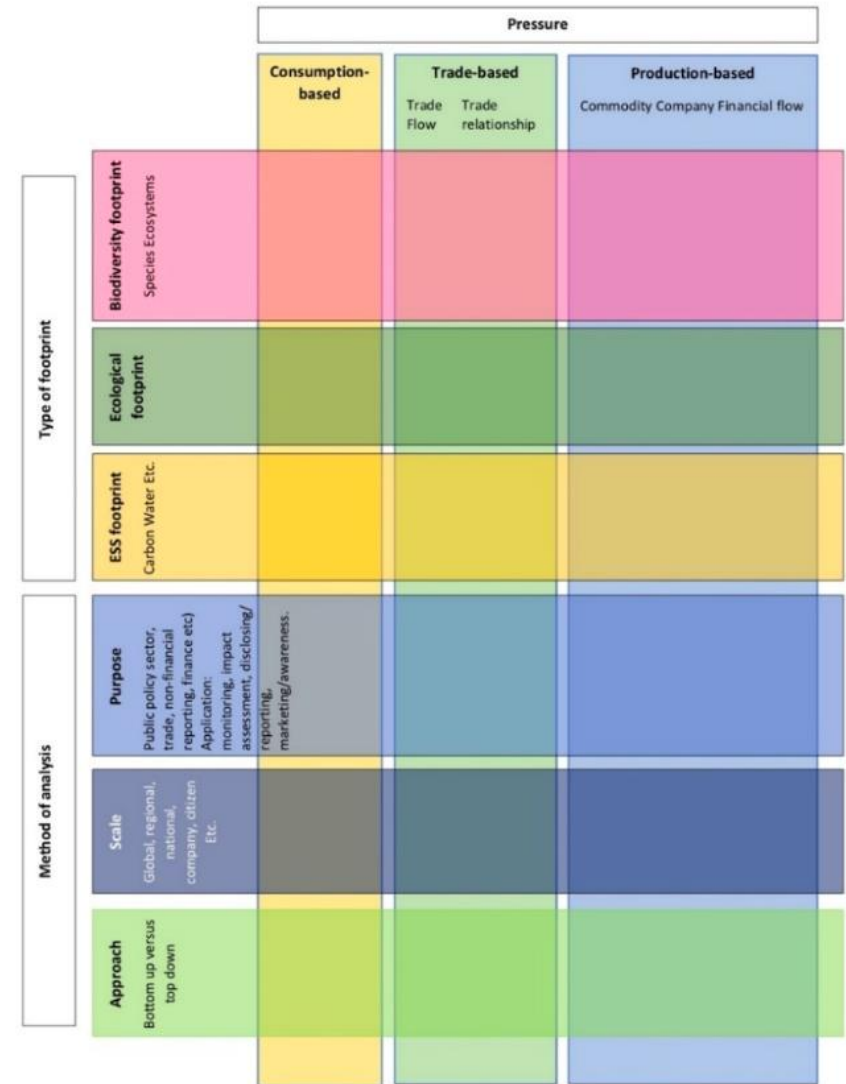 Pressure
Consumption-
based
Trade-based
Trade Trade
Flow relationship
Production-based
Commodity Company Financial flow
Type of footprint
Biodiversity footprint
Species Ecosystems
Ecological
footprint
ESS footprint
Carbon Water Etc.
Method of analysis
Purpose
Public policy sector,
trade, non-financial
reporting, finance etc)
Application:
monitoring, impact
assessment, disclosing/
reporting,
marketing/awareness.
Scale
Global, regional,
national,
company, citizen
Etc.
Approach
Bottom up versus
top down